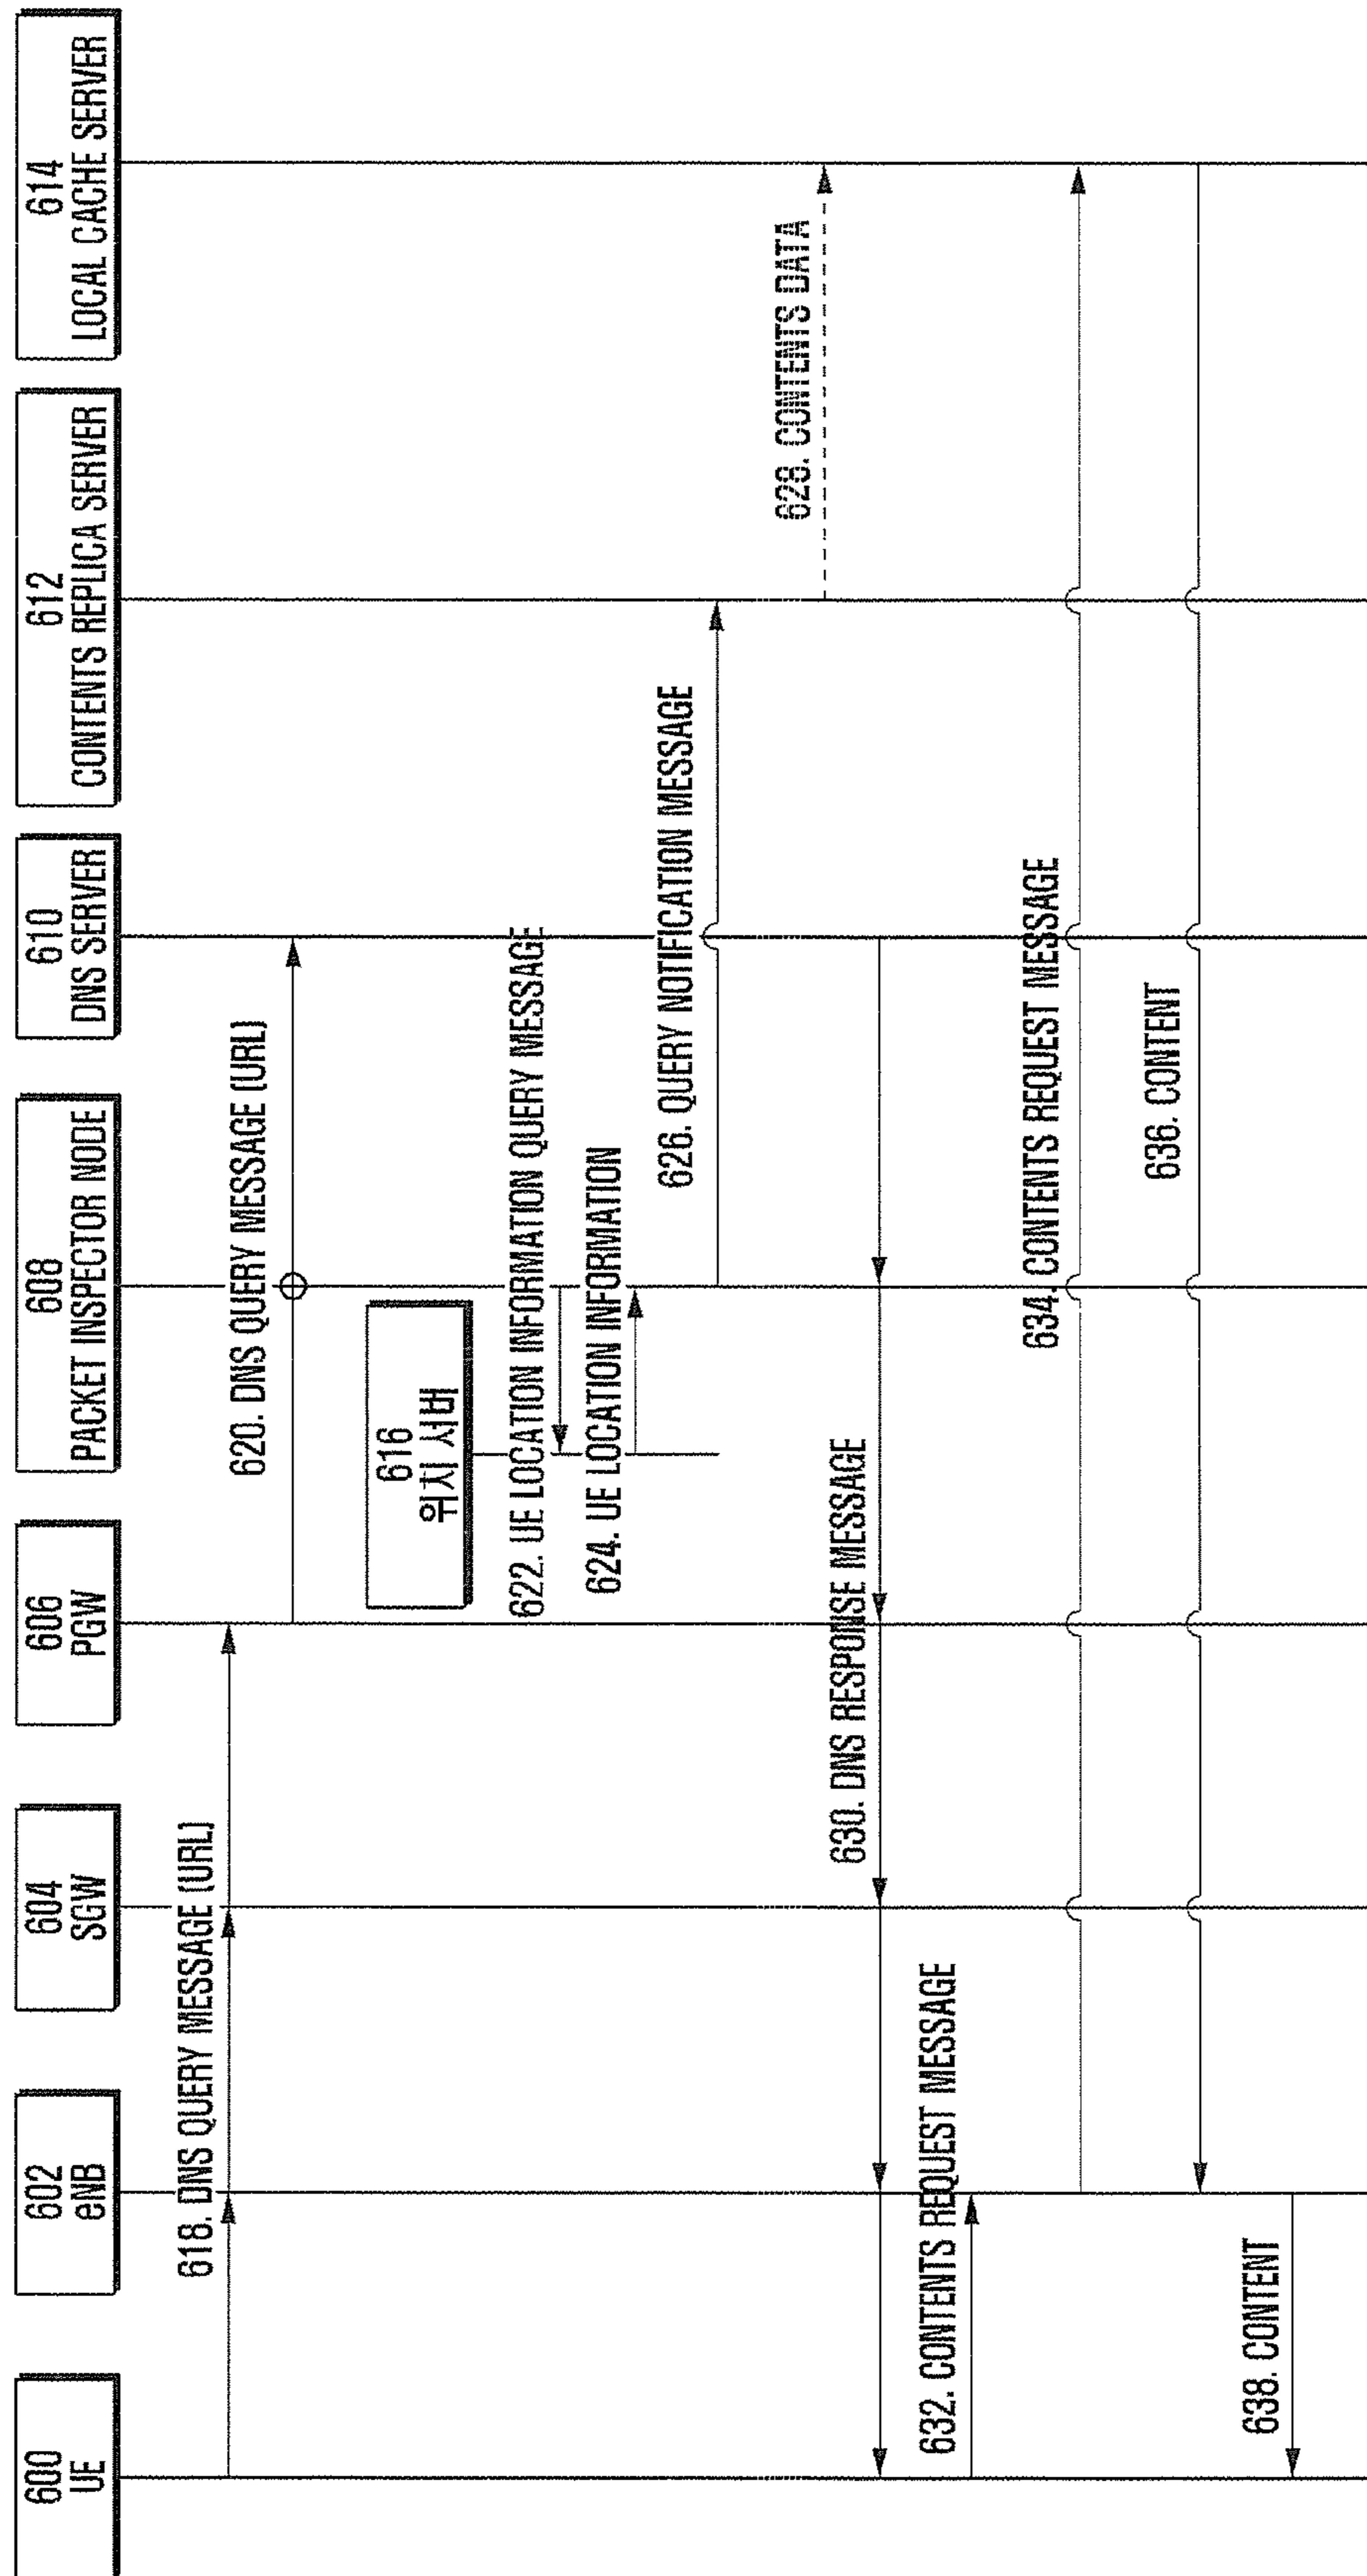 600
UE
602
eNB
604
SGW
606
PGW
608
PACKET INSPECTOR NODE
610
DNS SERVER
612
CONTENTS REPLICA SERVER
614
LOCAL CACHE SERVER
618. DNS QUERY MESSAGE (URL)
620. DNS QUERY MESSAGE (URL)
616
위치 서버
622. UE LOCATION INFORMATION QUERY MESSAGE
624. UE LOCATION INFORMATION
626. QUERY NOTIFICATION MESSAGE
628. CONTENTS DATA
630. DNS RESPONSE MESSAGE
632. CONTENTS REQUEST MESSAGE
634. CONTENTS REQUEST MESSAGE
636. CONTENT
638. CONTENT